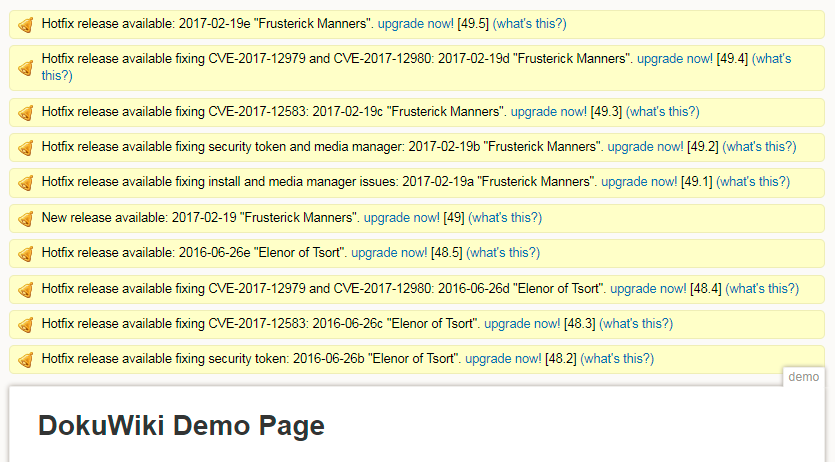 Hotfix release available: 2017-02-19e "Frusterick Manners". upgrade now! [49.5] (what's this?)
Hotfix release available fixing CVE-2017-12979 and CVE-2017-12980: 2017-02-19d "Frusterick Manners". upgrade now! [49.4] (what's
this?)
Hotfix release available fixing CVE-2017-12583: 2017-02-19c "Frusterick Manners". upgrade now! [49.3] (what's this?)
Hotfix release available fixing security token and media manager: 2017-02-19b "Frusterick Manners". upgrade now! [49.2] (what's this?)
Hotfix release available fixing install and media manager issues: 2017-02-19a "Frusterick Manners". upgrade now! [49.1] (what's this?)
New release available: 2017-02-19 "Frusterick Manners". upgrade now! [49] (what's this?)
Hotfix release available: 2016-06-26e "Elenor of Tsort". upgrade now! [48.5] (what's this?)
Hotfix release available fixing CVE-2017-12979 and CVE-2017-12980: 2016-06-26d "Elenor of Tsort". upgrade now! [48.4] (what's this?)
Hotfix release available fixing CVE-2017-12583: 2016-06-26c "Elenor of Tsort". upgrade now! [48.3] (what's this?)
Hotfix release available fixing security token: 2016-06-26b "Elenor of Tsort". upgrade now! [48.2] (what's this?)
demo
DokuWiki Demo Page